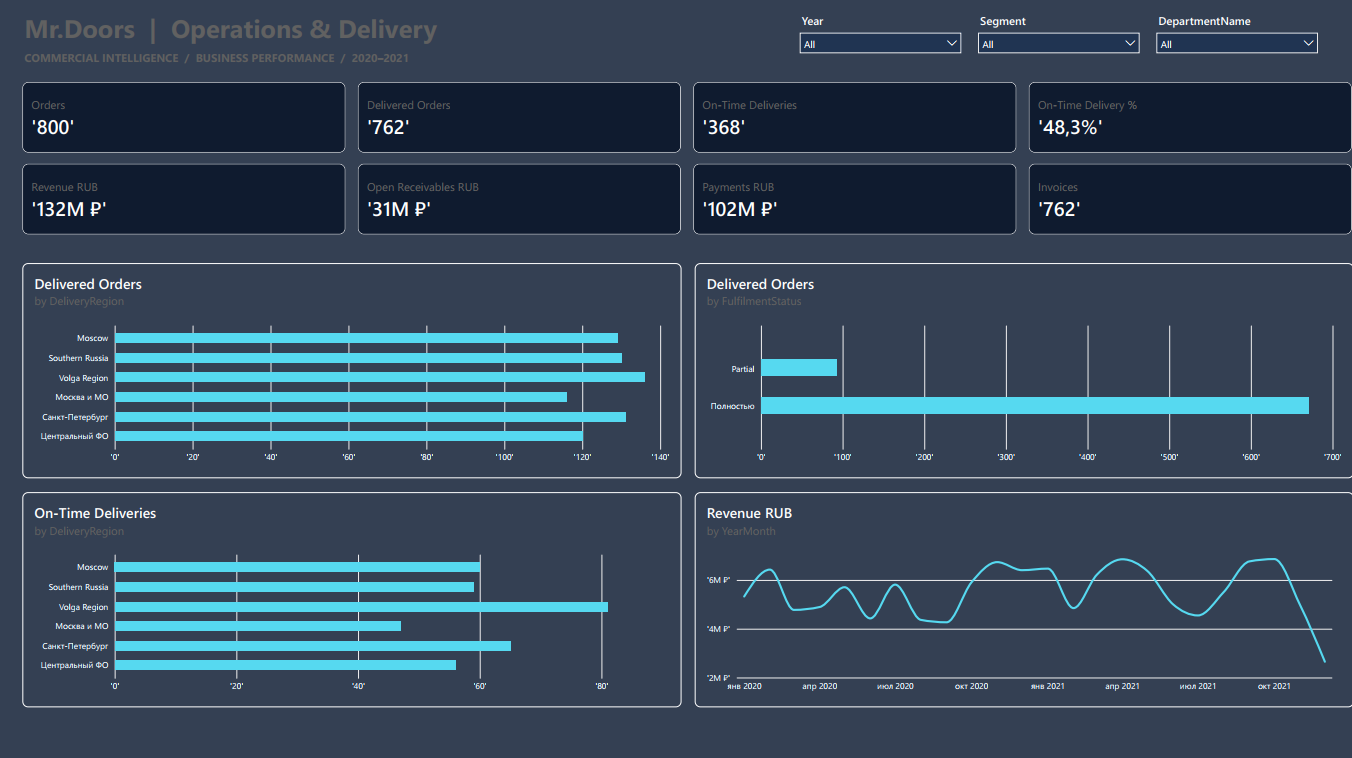 Mr.Doors | Operations & Delivery
COMMERCIAL INTELLIGENCE / BUSINESS PERFORMANCE / 2020–2021
Year
All
Segment
All
DepartmentName
All
Orders
'800'
Delivered Orders
'762'
On-Time Deliveries
'368'
On-Time Delivery %
'48,3%'
Revenue RUB
'132M ₽'
Open Receivables RUB
'31M ₽'
Payments RUB
'102M ₽'
Invoices
'762'
Delivered Orders
by DeliveryRegion
Moscow
Southern Russia
Volga Region
Москва и МО
Санкт-Петербург
Центральный ФО
'0' '20' '40' '60' '80' '100' '120' '140'
Delivered Orders
by FulfilmentStatus
Partial
Полностью
'0' '100' '200' '300' '400' '500' '600' '700'
On-Time Deliveries
by DeliveryRegion
Moscow
Southern Russia
Volga Region
Москва и МО
Санкт-Петербург
Центральный ФО
'0' '20' '40' '60' '80'
Revenue RUB
by YearMonth
'6M ₽'
'4M ₽'
'2M ₽'
янв 2020 апр 2020 июл 2020 окт 2020 янв 2021 апр 2021 июл 2021 окт 2021